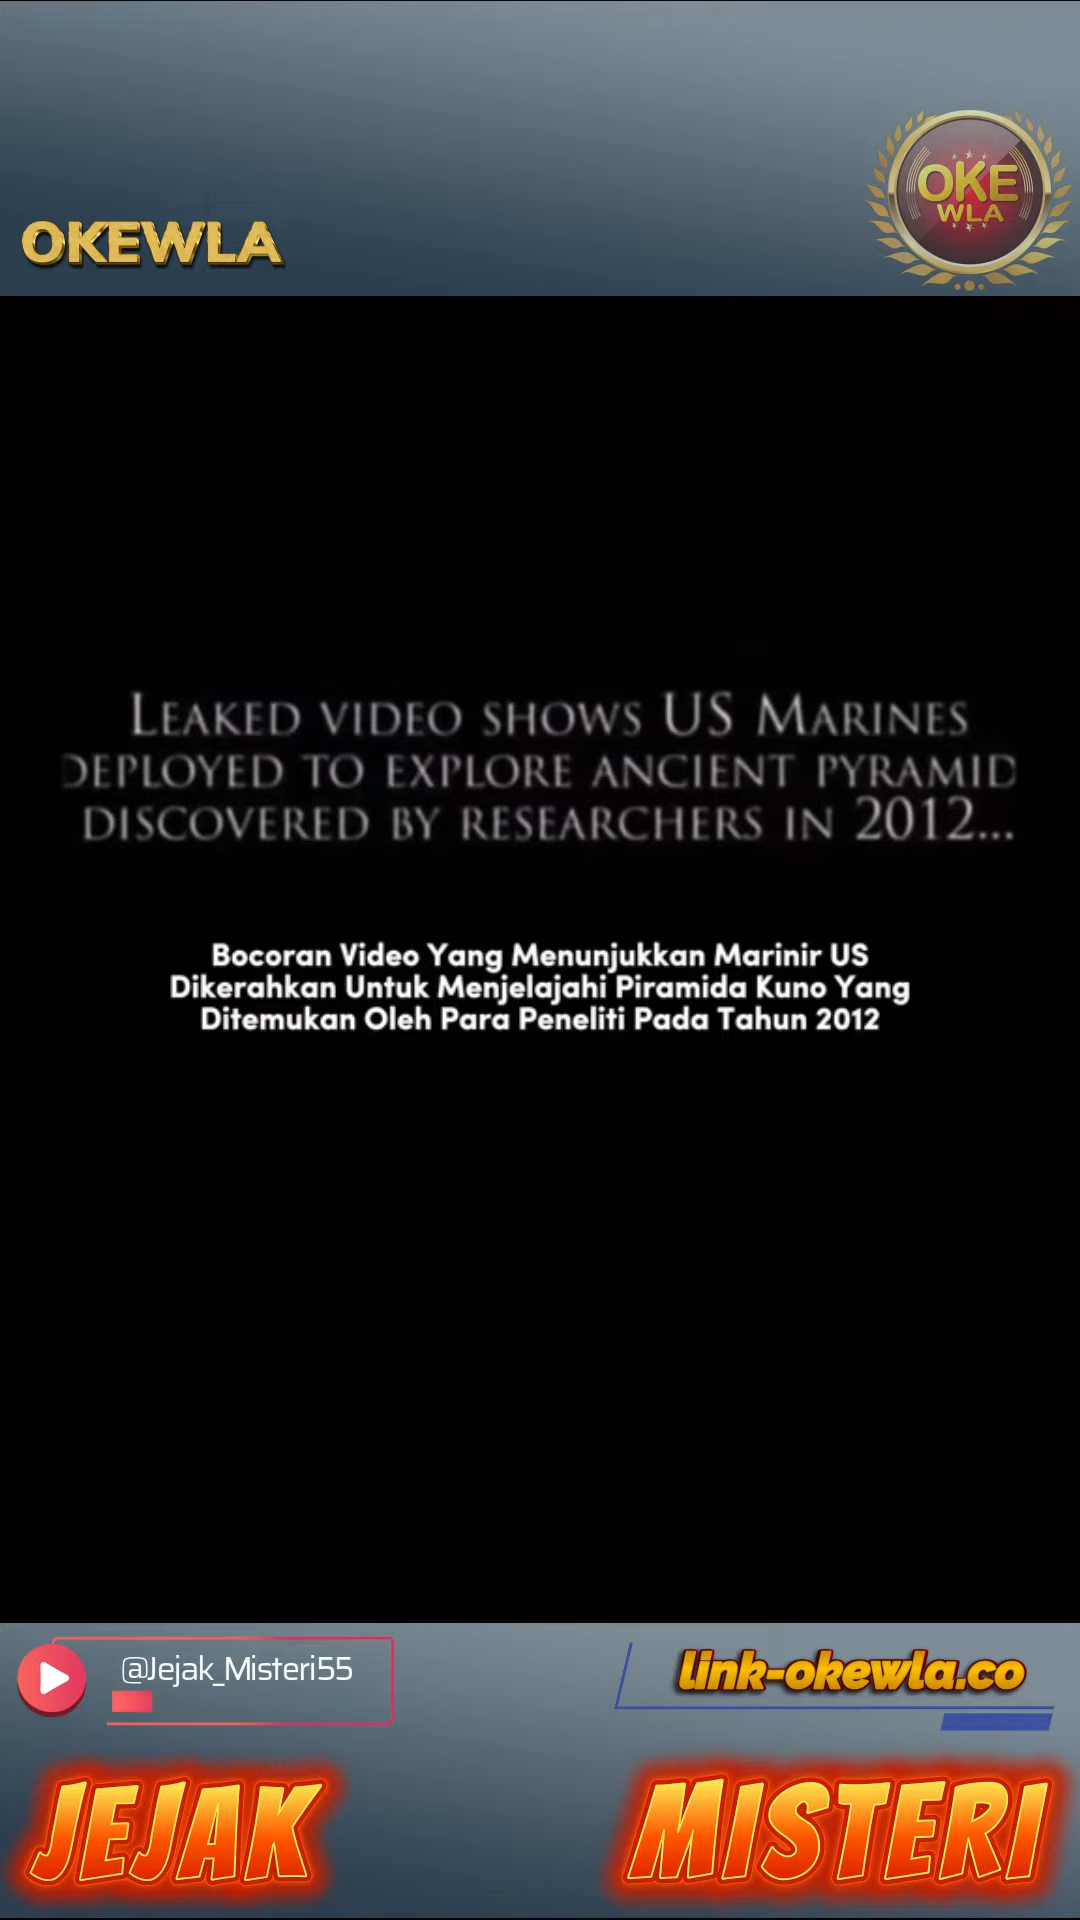 OKEWLA
OKE
WLA
LEAKED VIDEO SHOWS US MARINES
DEPLOYED TO EXPLORE ANCIENT PYRAMID
DISCOVERED BY RESEARCHERS IN 2012...
Bocoran Video Yang Menunjukkan Marinir US
Dikerahkan Untuk Menjelajahi Piramida Kuno Yang
Ditemukan Oleh Para Peneliti Pada Tahun 2012
@Jejak_Misteri55
link-okewla.co
JEJAK MISTERI